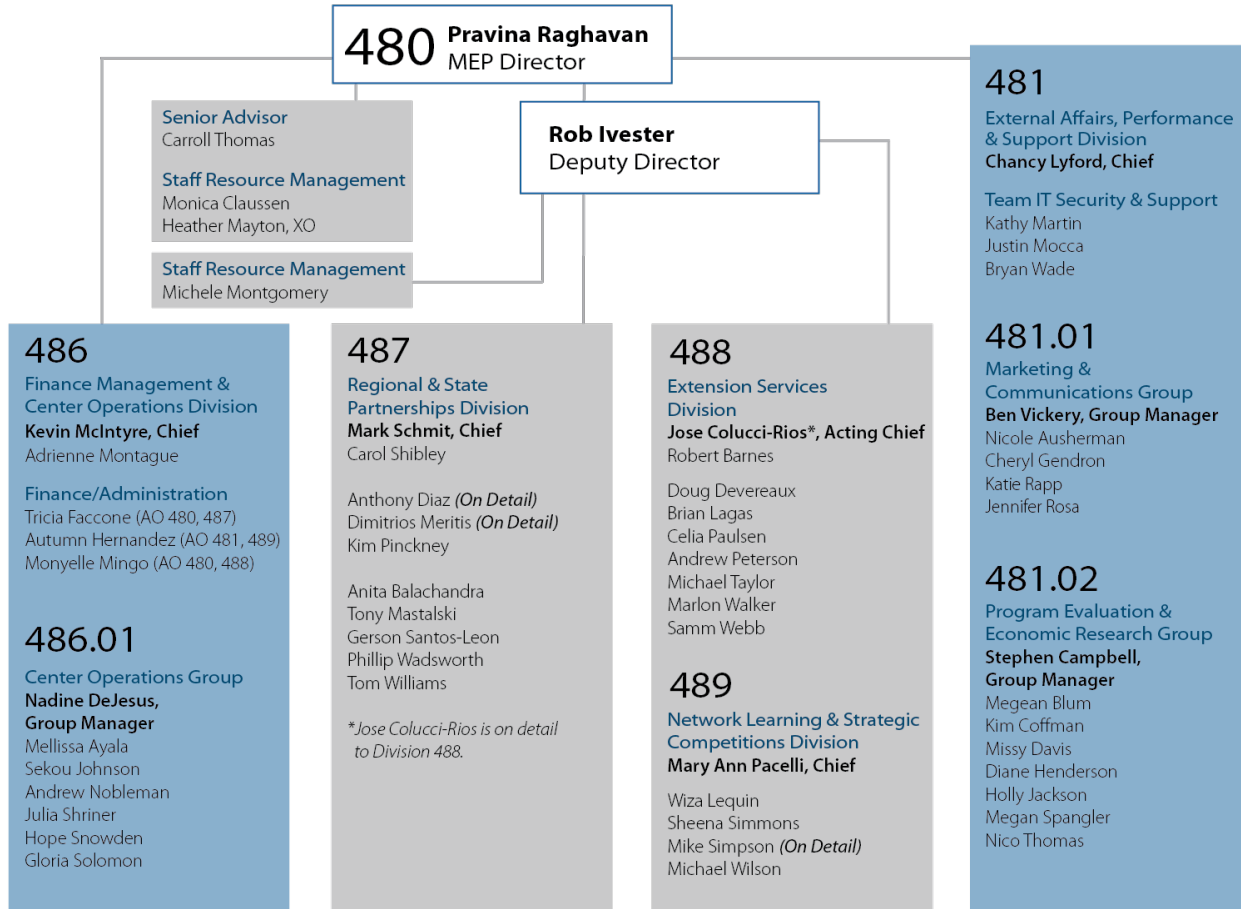 480
Pravina Raghavan
MEP Director
Senior Advisor
Carroll Thomas
Staff Resource Management
Monica Claussen
Heather Mayton, XO
Staff Resource Management
Michele Montgomery
Rob Ivester
Deputy Director
486
Finance Management &
Center Operations Division
Kevin McIntyre, Chief
Adrienne Montague
Finance/Administration
Tricia Faccone (AO 480, 487)
Autumn Hernandez (AO 481, 489)
Monyelle Mingo (AO 480, 488)
486.01
Center Operations Group
Nadine DeJesus,
Group Manager
Mellissa Ayala
Sekou Johnson
Andrew Nobleman
Julia Shriner
Hope Snowden
Gloria Solomon
487
Regional & State
Partnerships Division
Mark Schmit, Chief
Carol Shibley
Anthony Diaz (On Detail)
Dimitrios Meritis (On Detail)
Kim Pinckney
Anita Balachandra
Tony Mastalski
Gerson Santos-Leon
Phillip Wadsworth
Tom Williams
*Jose Colucci-Rios is on detail
to Division 488.
488
Extension Services
Division
Jose Colucci-Rios*, Acting Chief
Robert Barnes
Doug Devereaux
Brian Lagas
Celia Paulsen
Andrew Peterson
Michael Taylor
Marlon Walker
Samm Webb
489
Network Learning & Strategic
Competitions Division
Mary Ann Pacelli, Chief
Wiza Lequin
Sheena Simmons
Mike Simpson (On Detail)
Michael Wilson
481
External Affairs, Performance
& Support Division
Chancy Lyford, Chief
Team IT Security & Support
Kathy Martin
Justin Mocca
Bryan Wade
481.01
Marketing &
Communications Group
Ben Vickery, Group Manager
Nicole Ausherman
Cheryl Gendron
Katie Rapp
Jennifer Rosa
481.02
Program Evaluation &
Economic Research Group
Stephen Campbell,
Group Manager
Megean Blum
Kim Coffman
Missy Davis
Diane Henderson
Holly Jackson
Megan Spangler
Nico Thomas